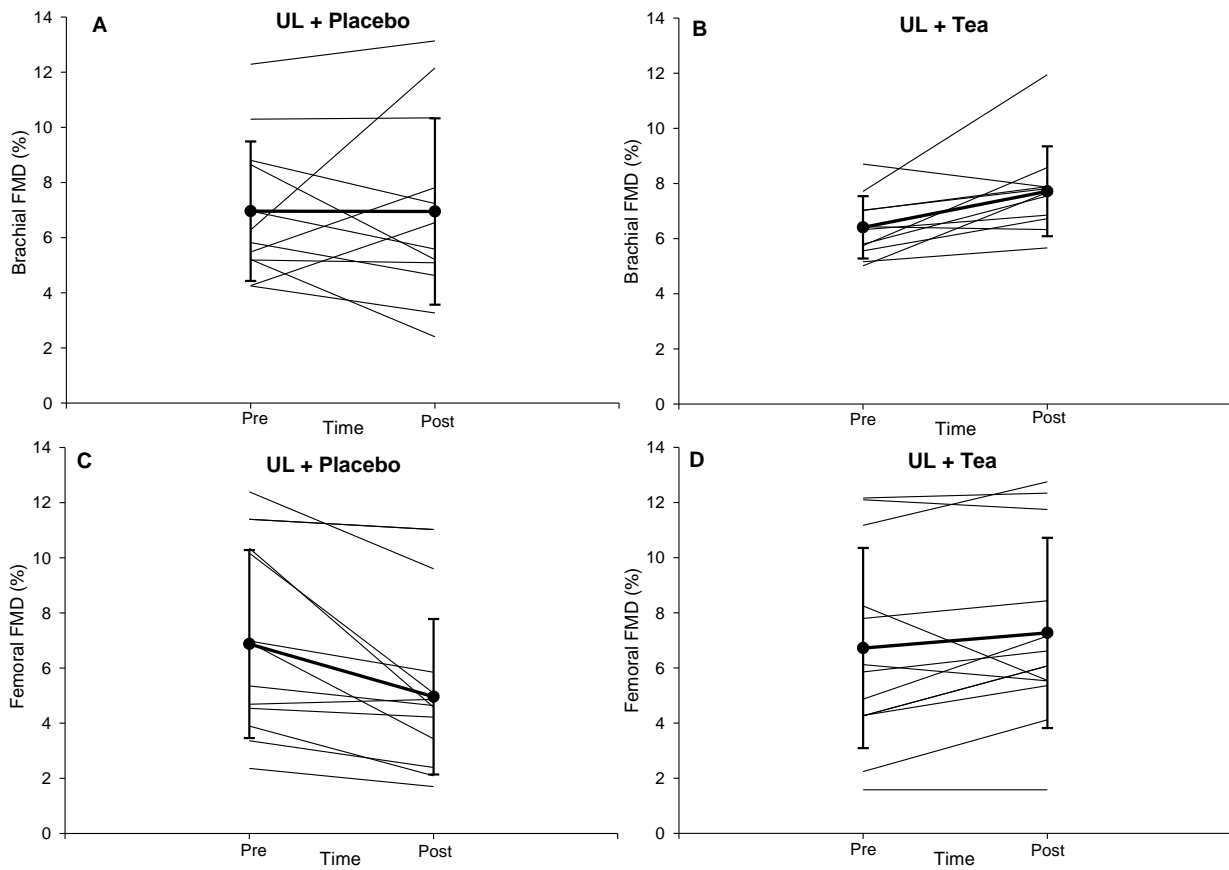 A
UL + Placebo
Brachial FMD (%)
14
12
10
8
6
4
2
0
Pre
Post
Time
B
UL + Tea
Brachial FMD (%)
14
12
10
8
6
4
2
0
Pre
Post
Time
C
UL + Placebo
Femoral FMD (%)
14
12
10
8
6
4
2
0
Pre
Post
Time
D
UL + Tea
Femoral FMD (%)
14
12
10
8
6
4
2
0
Pre
Post
Time